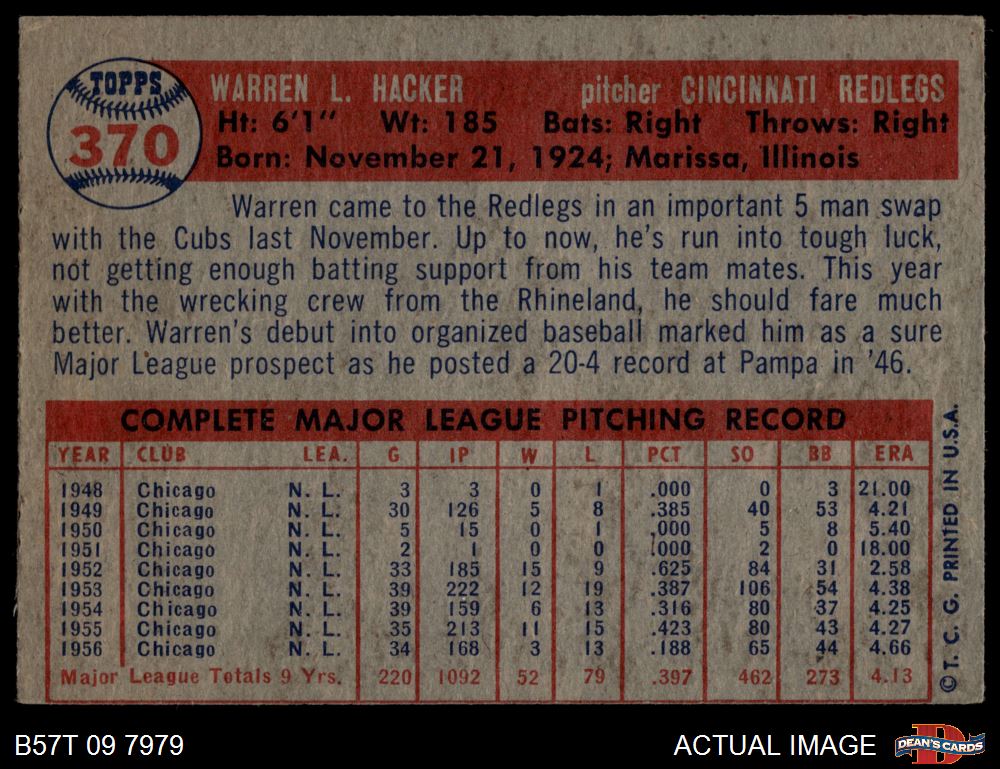 TOPPS
370
WARREN L. HACKER pitcher CINCINNATI REDLEGS
Ht: 6'1" Wt: 185 Bats: Right Throws: Right
Born: November 21, 1924; Marissa, Illinois
Warren came to the Redlegs in an important 5 man swap
with the Cubs last November. Up to now, he's run into tough luck,
not getting enough batting support from his team mates. This year
with the wrecking crew from the Rhineland, he should fare much
better. Warren's debut into organized baseball marked him as a sure
Major League prospect as he posted a 20-4 record at Pampa in '46.
COMPLETE MAJOR LEAGUE PITCHING RECORD
YEAR CLUB LEA. G IP W L PCT SO BB ERA
1948 Chicago N. L. 3 3 0 1 .000 0 3 21.00
1949 Chicago N. L. 30 126 5 8 .385 40 53 4.21
1950 Chicago N. L. 5 15 0 1 .000 5 8 5.40
1951 Chicago N. L. 2 1 0 0 .000 2 0 18.00
1952 Chicago N. L. 33 185 15 9 .625 84 31 2.58
1953 Chicago N. L. 39 222 12 19 .387 106 54 4.38
1954 Chicago N. L. 39 159 6 13 .316 80 37 4.25
1955 Chicago N. L. 35 213 11 15 .423 80 43 4.27
1956 Chicago N. L. 34 168 3 13 .188 65 44 4.66
Major League Totals 9 Yrs. 220 1092 52 79 .397 462 273 4.13
© T. C. G. PRINTED IN U.S.A.
B57T 09 7979 ACTUAL IMAGE
D
DEAN'S CARDS